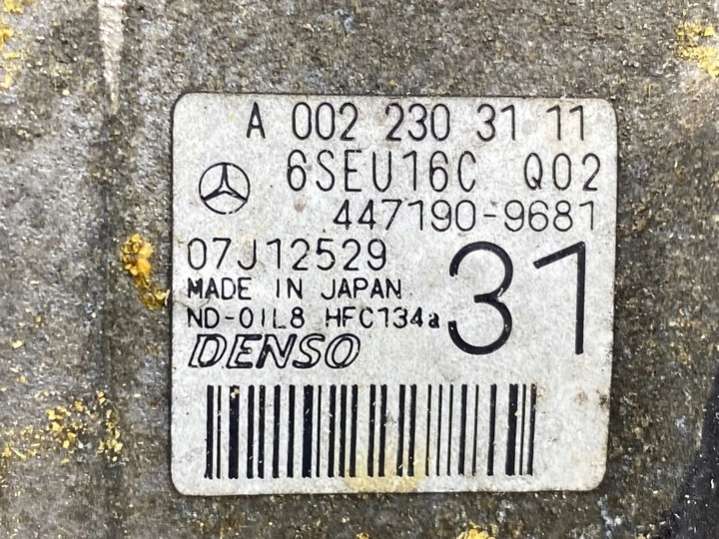 A 002 230 31 11
6SEU16C Q02
447190-9681
07J12529
MADE IN JAPAN
ND-OIL8 HFC134a
31
DENSO